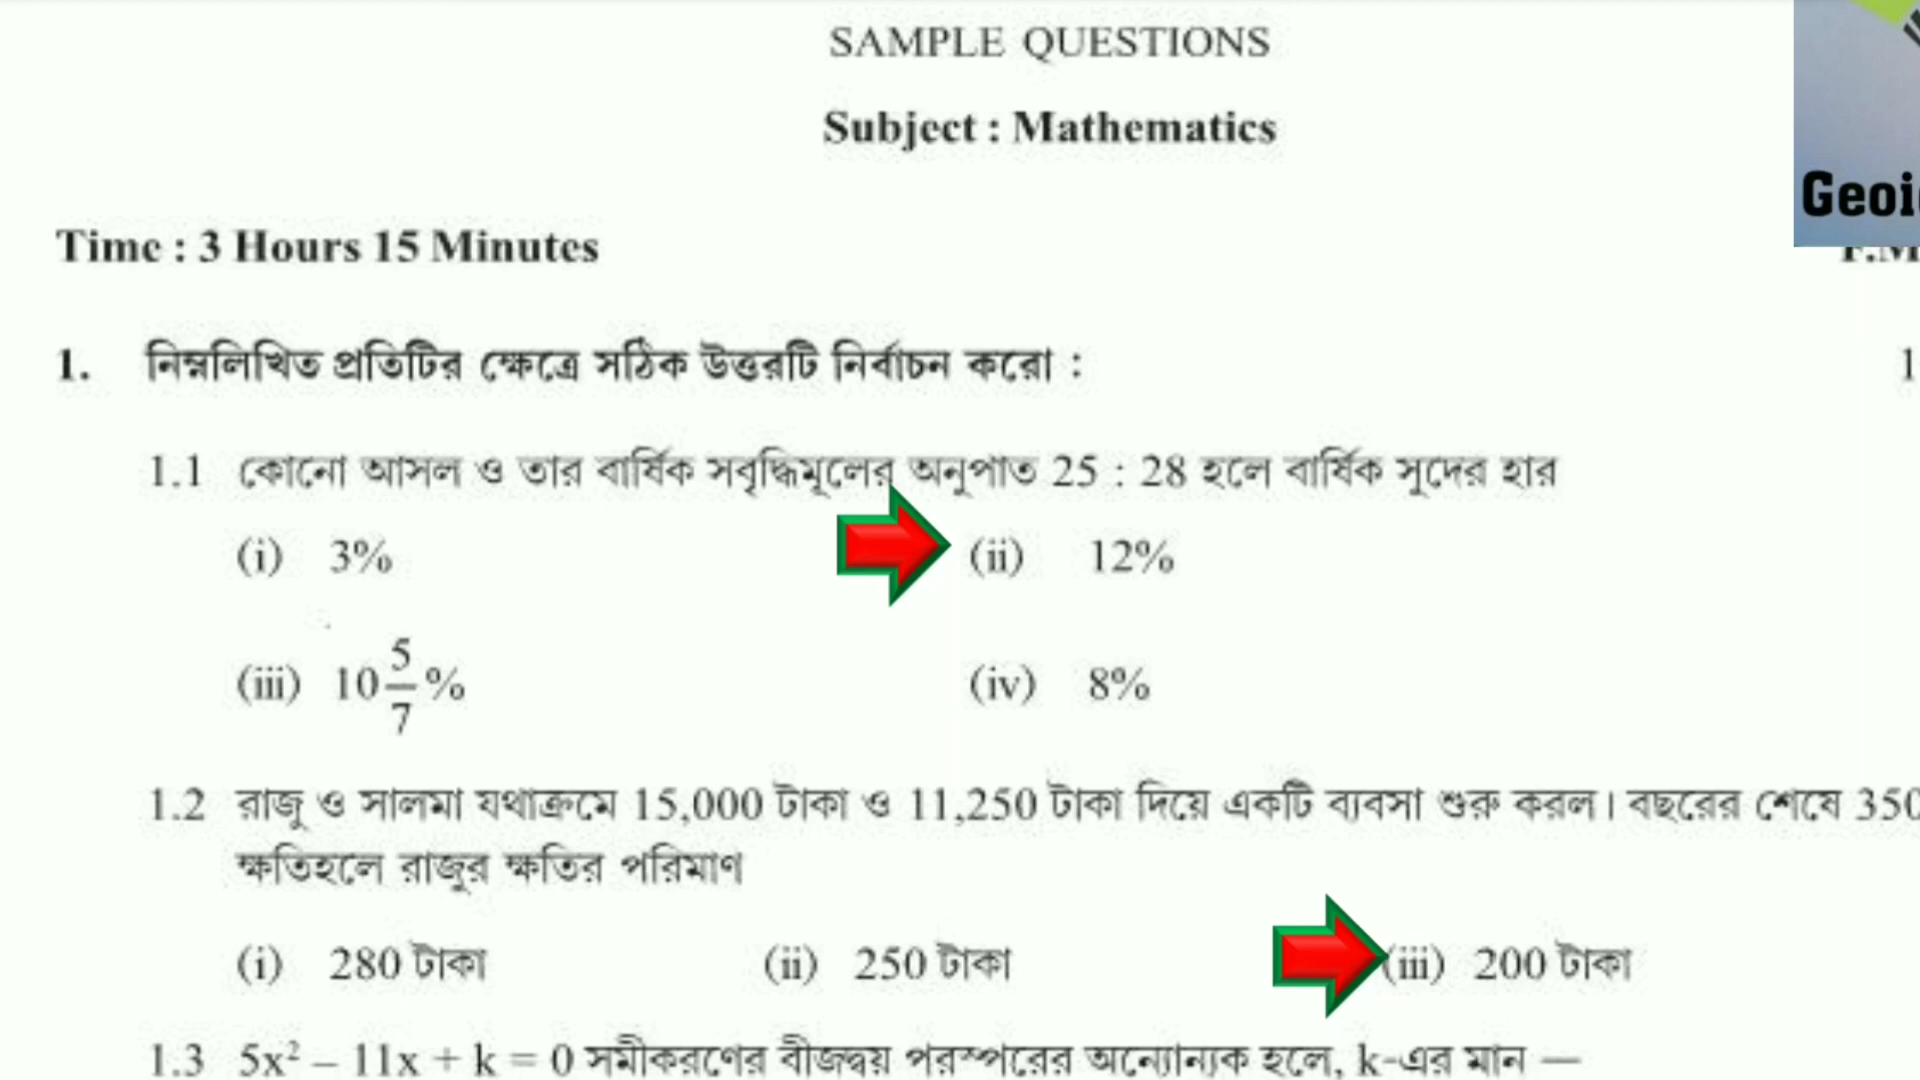 SAMPLE QUESTIONS
Subject : Mathematics
Time : 3 Hours 15 Minutes
1. নিম্নলিখিত প্রতিটির ক্ষেত্রে সঠিক উত্তরটি নির্বাচন করো :
1.1 কোনো আসল ও তার বার্ষিক সবৃদ্ধিমূলের অনুপাত 25 : 28 হলে বার্ষিক সুদের হার
(i) 3% (ii) 12%
(iii) 10 5/7 % (iv) 8%
1.2 রাজু ও সালমা যথাক্রমে 15,000 টাকা ও 11,250 টাকা দিয়ে একটি ব্যবসা শুরু করল। বছরের শেষে 350
ক্ষতিহলে রাজুর ক্ষতির পরিমাণ
(i) 280 টাকা (ii) 250 টাকা (iii) 200 টাকা
1.3 5x² – 11x + k = 0 সমীকরণের বীজদ্বয় পরস্পরের অন্যোন্যক হলে, k-এর মান —